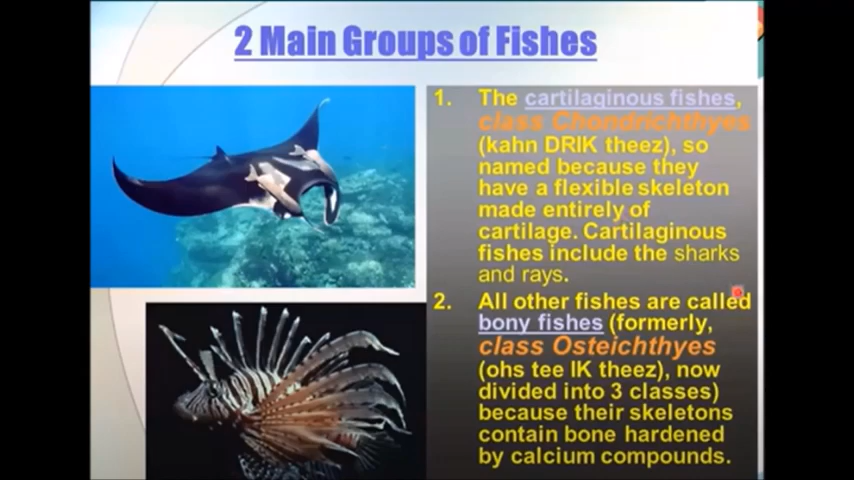 2 Main Groups of Fishes
1. The cartilaginous fishes,
class Chondrichthyes
(kahn DRIK theez), so
named because they
have a flexible skeleton
made entirely of
cartilage. Cartilaginous
fishes include the sharks
and rays.
2. All other fishes are called
bony fishes (formerly,
class Osteichthyes
(ohs tee IK theez), now
divided into 3 classes)
because their skeletons
contain bone hardened
by calcium compounds.